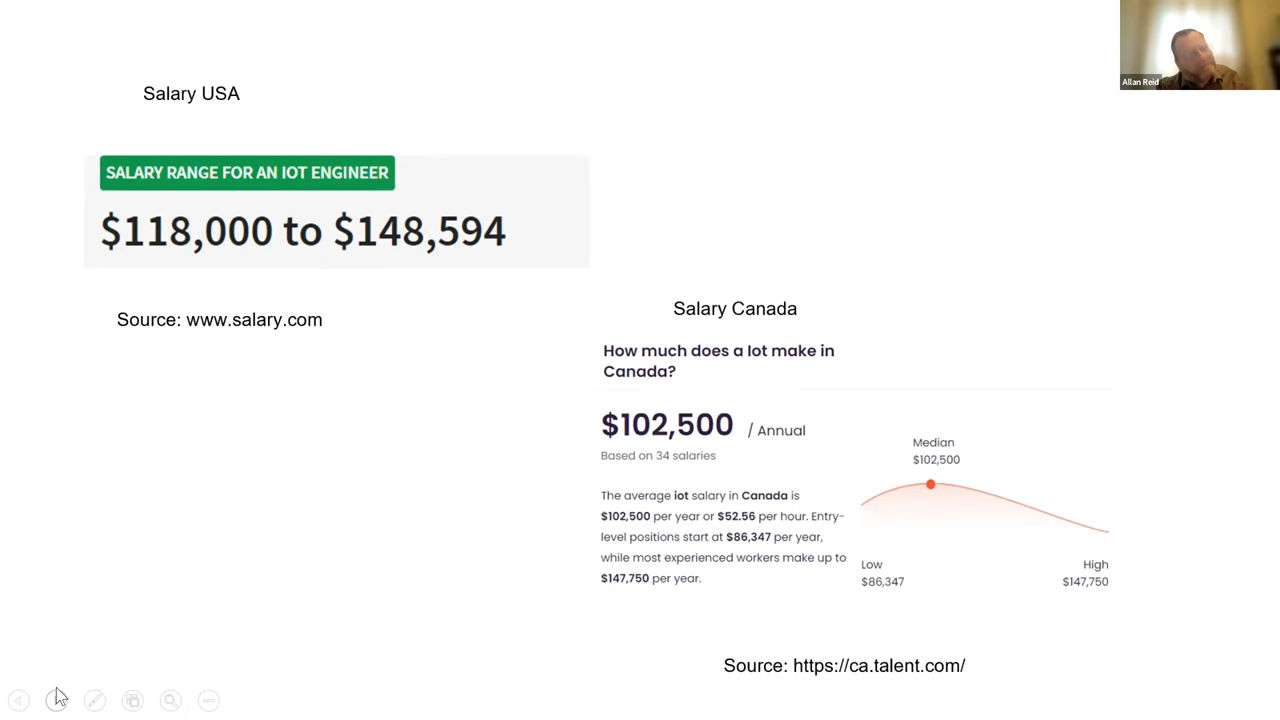 Allan Reid
Salary USA
SALARY RANGE FOR AN IOT ENGINEER
$118,000 to $148,594
Source: www.salary.com
Salary Canada
How much does a Iot make in
Canada?
$102,500 / Annual
Based on 34 salaries
The average iot salary in Canada is
$102,500 per year or $52.56 per hour. Entry-
level positions start at $86,347 per year,
while most experienced workers make up to
$147,750 per year.
Median
$102,500
Low
$86,347
High
$147,750
Source: https://ca.talent.com/